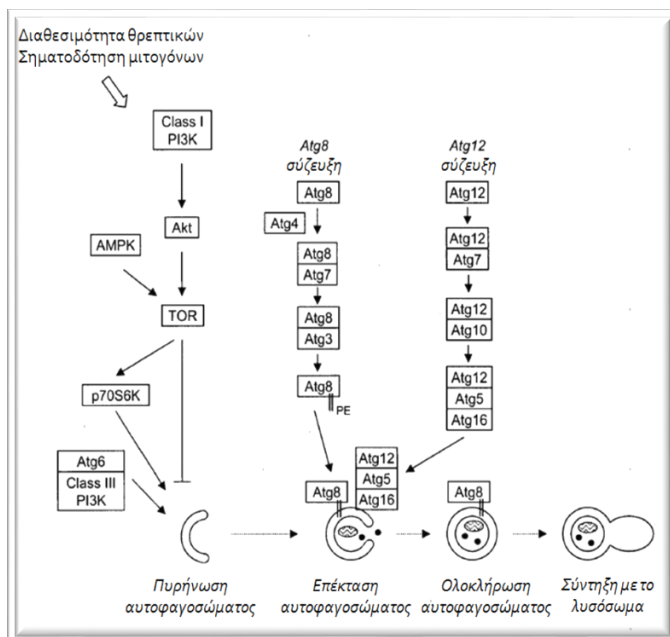 Διαθεσιμότητα θρεπτικών
Σηματοδότηση μιτογόνων
Class I
PI3K
Akt
AMPK
TOR
p70S6K
Atg6
Class III
PI3K
Atg8
σύζευξη
Atg8
Atg4
Atg8
Atg7
Atg8
Atg3
Atg8
PE
Atg12
σύζευξη
Atg12
Atg12
Atg7
Atg12
Atg10
Atg12
Atg5
Atg16
Atg12
Atg5
Atg16
Atg8
Atg8
Πυρήνωση
αυτοφαγοσώματος
Επέκταση
αυτοφαγοσώματος
Ολοκλήρωση
αυτοφαγοσώματος
Σύντηξη με το
λυσόσωμα